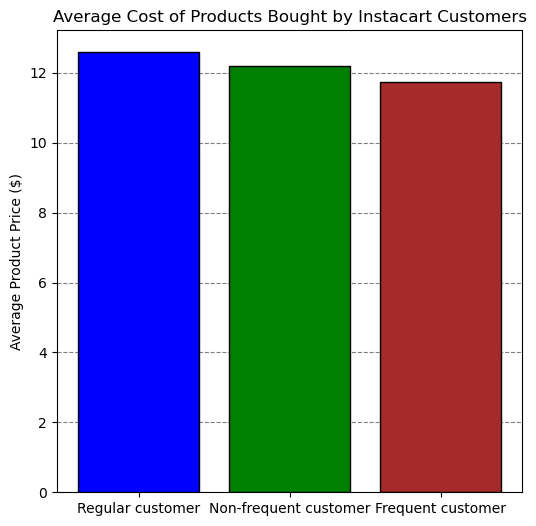 Average Cost of Products Bought by Instacart Customers
Average Product Price ($)
12
10
8
6
4
2
0
Regular customer Non-frequent customer Frequent customer